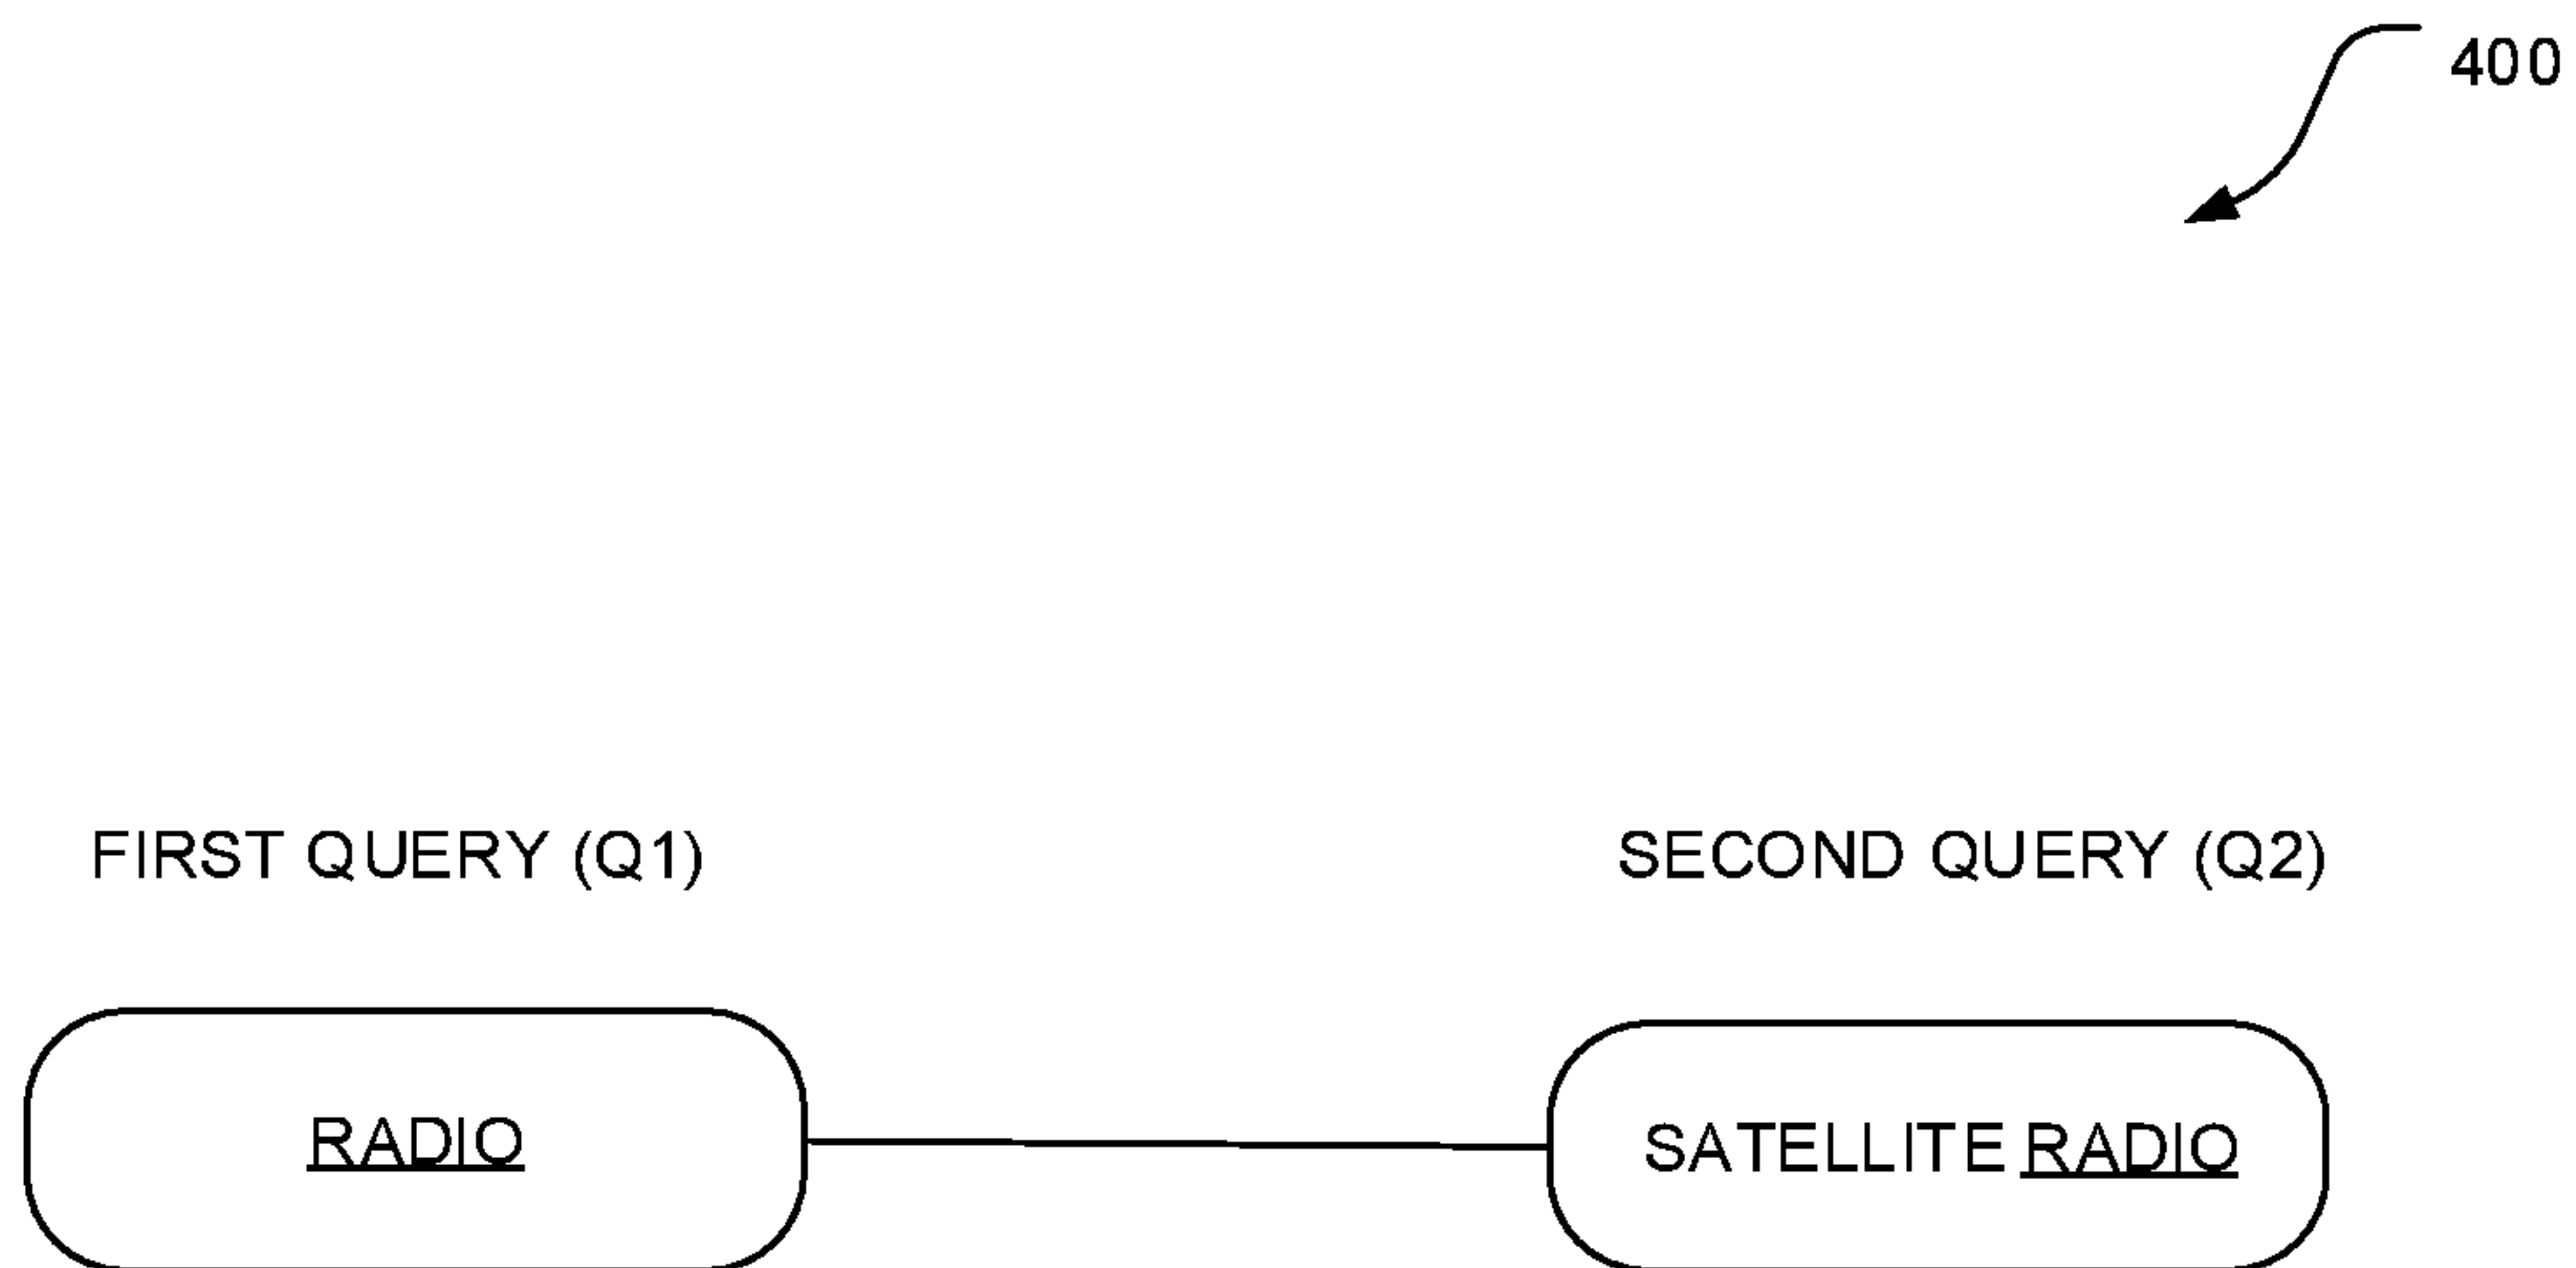 400
FIRST QUERY (Q1)
SECOND QUERY (Q2)
RADIO
SATELLITE RADIO